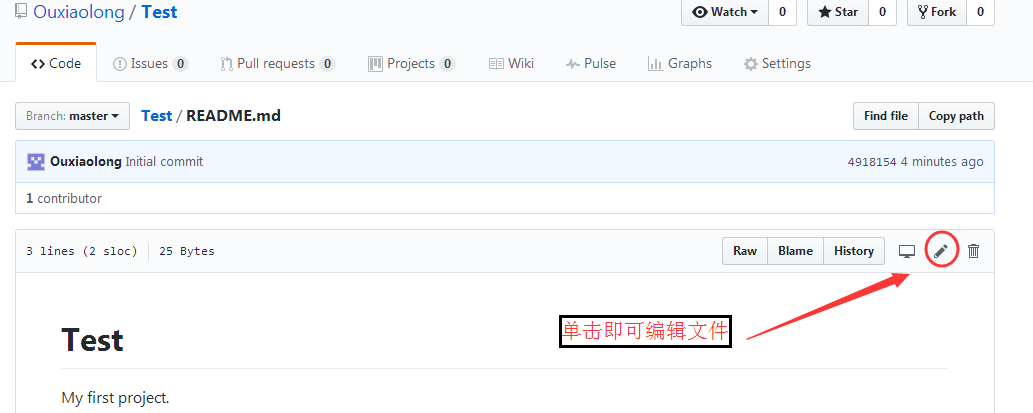 Ouxiaolong / Test
Watch 0 Star 0 Fork 0
Code Issues 0 Pull requests 0 Projects 0 Wiki Pulse Graphs Settings
Branch: master Test / README.md Find file Copy path
Ouxiaolong Initial commit 4918154 4 minutes ago
1 contributor
3 lines (2 sloc) 25 Bytes Raw Blame History
单击即可编辑文件
Test
My first project.